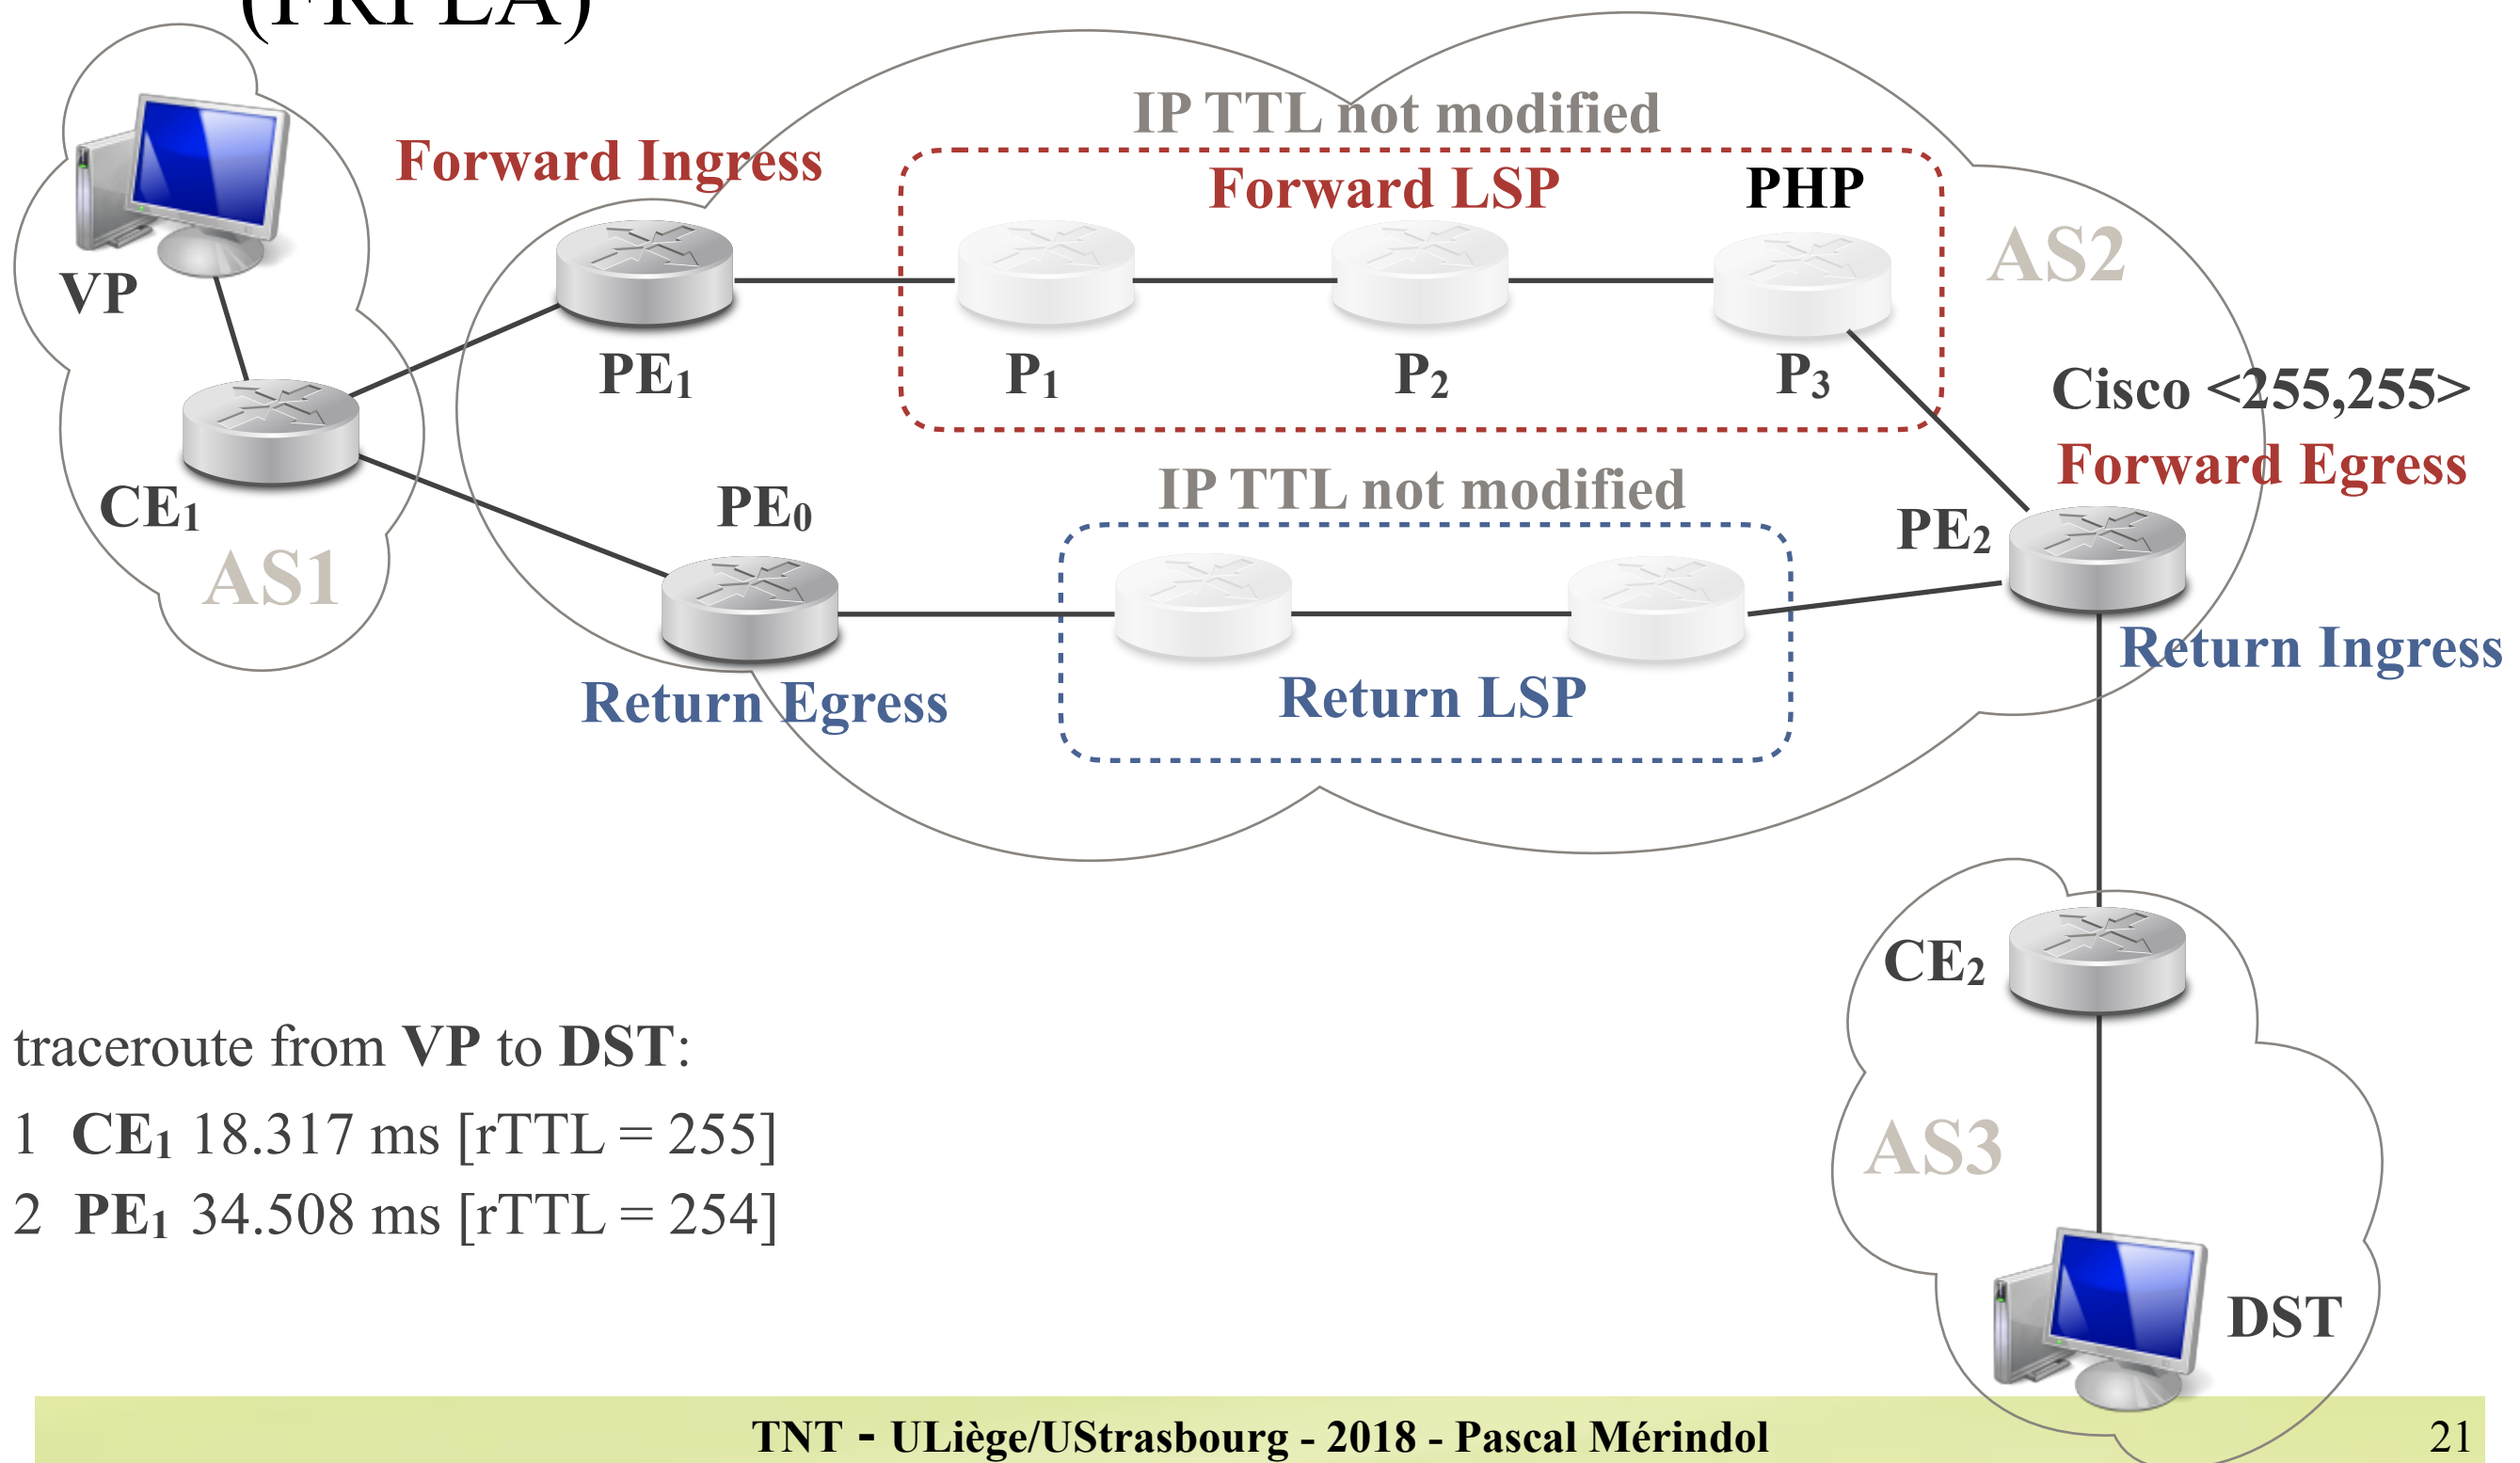 (FRPLA)
IP TTL not modified
Forward Ingress
Forward LSP
PHP
AS2
VP
PE₁
P₁
P₂
P₃
Cisco <255,255>
Forward Egress
IP TTL not modified
CE₁
PE₀
PE₂
AS1
Return Ingress
Return Egress
Return LSP
CE₂
traceroute from VP to DST:
1 CE₁ 18.317 ms [rTTL = 255]
AS3
2 PE₁ 34.508 ms [rTTL = 254]
DST
TNT - ULiège/UStrasbourg - 2018 - Pascal Mérindol
21